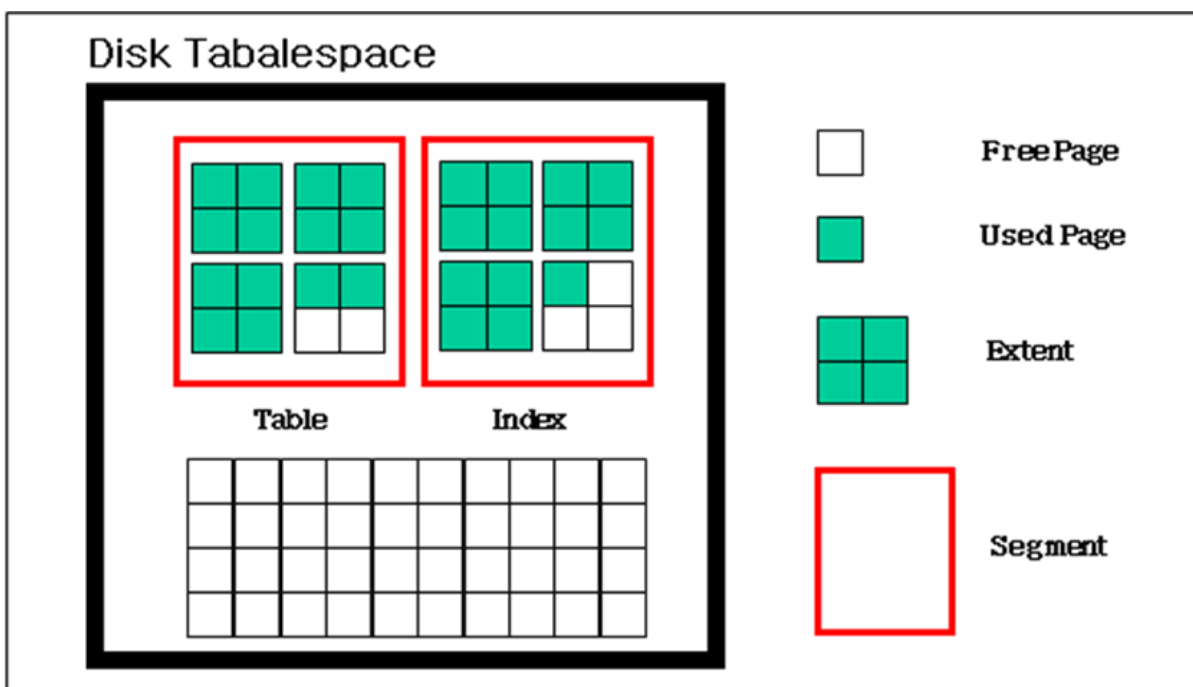 Disk Tabalespace
Free Page
Used Page
Extent
Table
Index
Segment